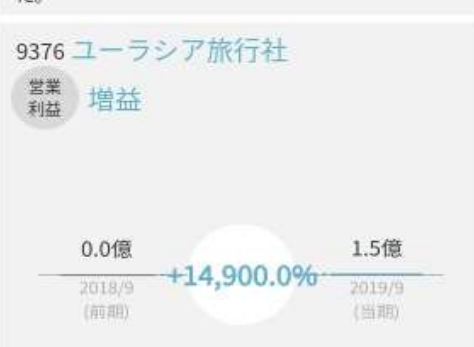 9376 ユーラシア旅行社
営業
利益
増益
0.0億
1.5億
+14,900.0%
2018/9
2019/9
(前期)
(当期)